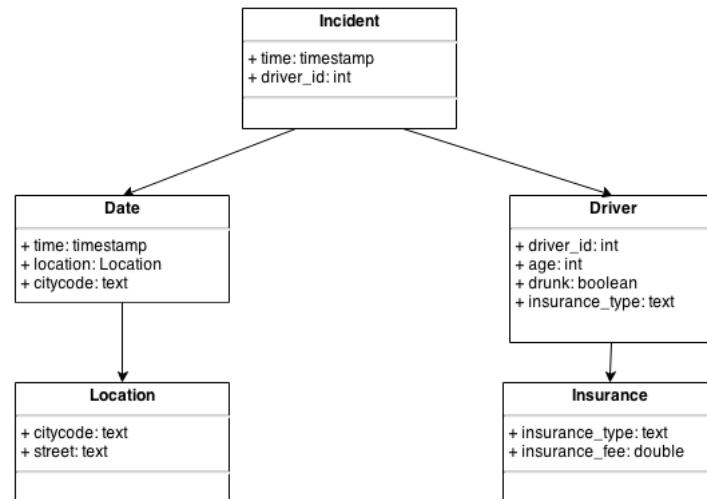 Incident
+ time: timestamp
+ driver_id: int
Date
+ time: timestamp
+ location: Location
+ citycode: text
Driver
+ driver_id: int
+ age: int
+ drunk: boolean
+ insurance_type: text
Location
+ citycode: text
+ street: text
Insurance
+ insurance_type: text
+ insurance_fee: double